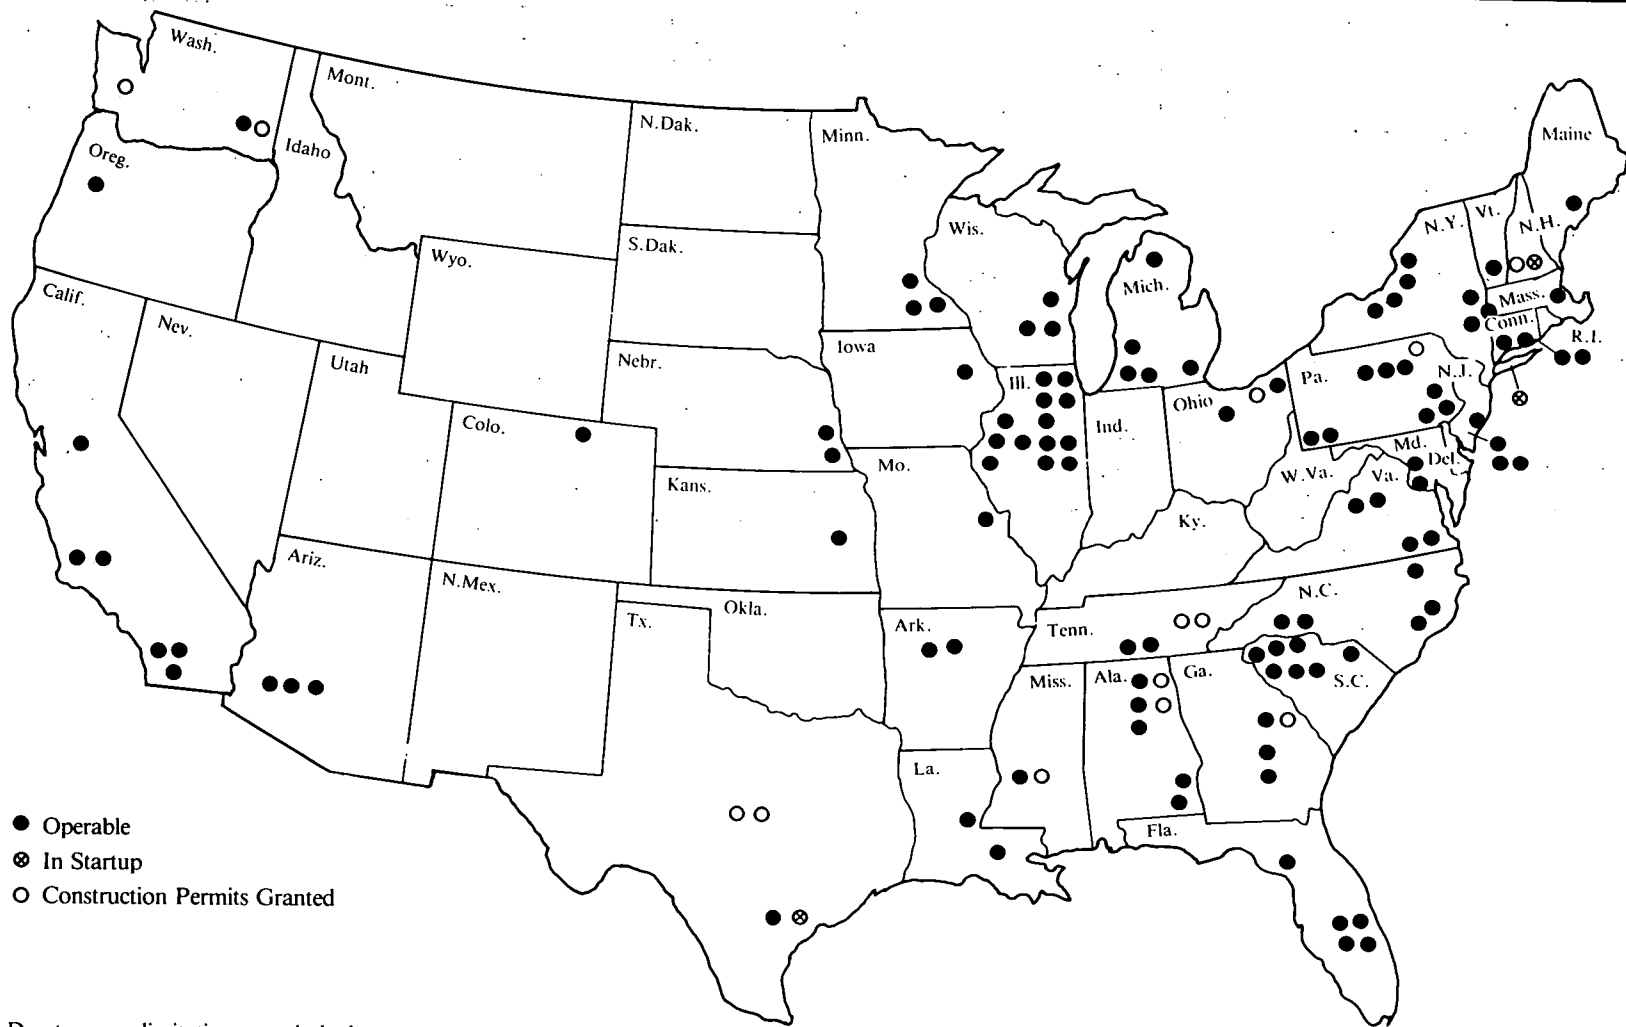 Wash.
Mont.
Idaho
Oreg.
N.Dak.
Minn.
Maine
S.Dak.
Wis.
N.Y.
Vt.
N.H.
Wyo.
Mich.
Calif.
Nev.
Mass.
Conn.
R.I.
Utah
Nebr.
Iowa
Ill.
Ind.
Ohio
Pa.
N.J.
Colo.
Kans.
Mo.
Md.
Del.
W.Va.
Va.
Ky.
Ariz.
N.Mex.
Okla.
Tx.
Ark.
Tenn.
N.C.
S.C.
Miss.
Ala.
Ga.
La.
Fla.
Operable
In Startup
Construction Permits Granted